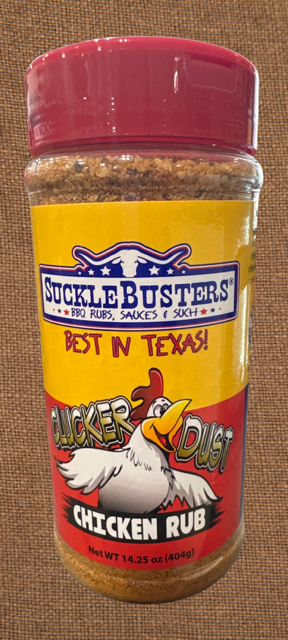 SUCKLEBUSTERS®
BBQ RUBS, SAUCES & SUCH
BEST IN TEXAS!
CLUCKER DUST
CHICKEN RUB
Net WT 14.25 oz (404g)